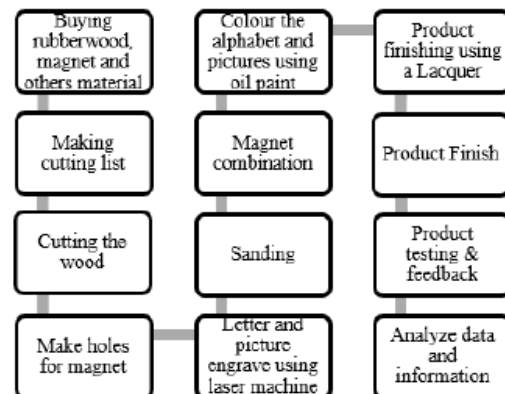 Buying
rubberwood,
magnet and
others material
Making
cutting list
Cutting the
wood
Make holes
for magnet
Letter and
picture
engrave using
laser machine
Sanding
Magnet
combination
Colour the
alphabet and
pictures using
oil paint
Product
finishing using
a Lacquer
Product Finish
Product
testing &
feedback
Analyze data
and
information